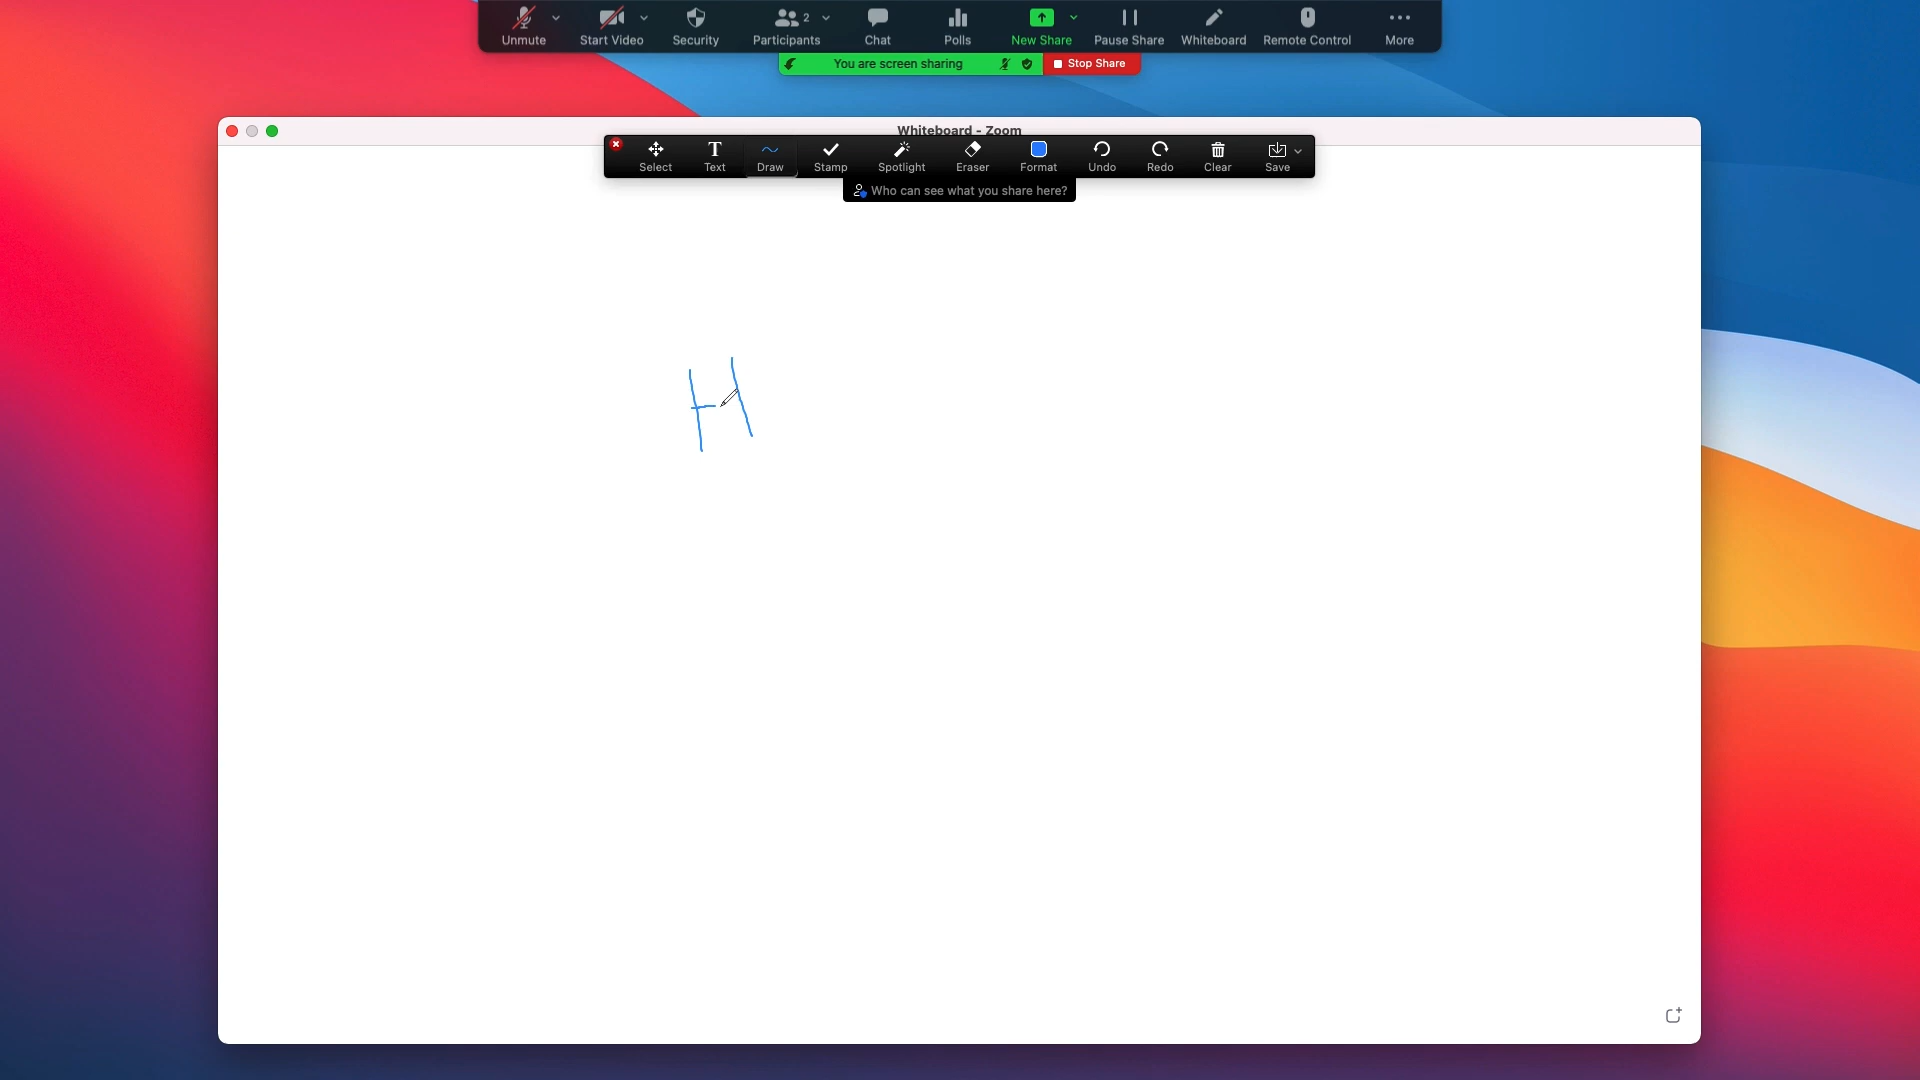 Unmute Start Video Security Participants 2 Chat Polls New Share Pause Share Whiteboard Remote Control More
You are screen sharing Stop Share
Whiteboard - Zoom
Select Text Draw Stamp Spotlight Eraser Format Undo Redo Clear Save
Who can see what you share here?
H